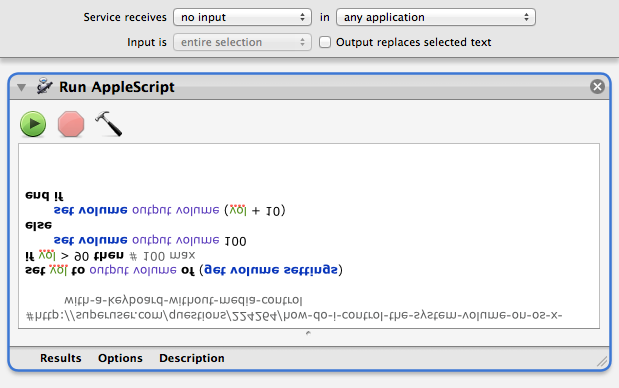 Service receives no input in any application
Input is entire selection Output replaces selected text
Run AppleScript
#http://superuser.com/questions/224264/how-do-i-control-the-system-volume-on-os-x-
with-a-keyboard-without-media-control
set vol to output volume of (get volume settings)
if vol > 90 then # 100 max
set volume output volume 100
else
set volume output volume (vol + 10)
end if
Results Options Description